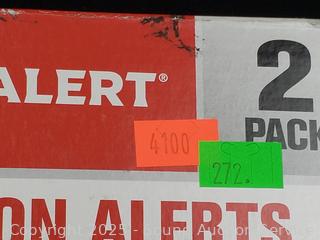 ALERT®
2
PACK
4100
272.
ON ALERTS
Copyright 2025 - Sound Auction Service